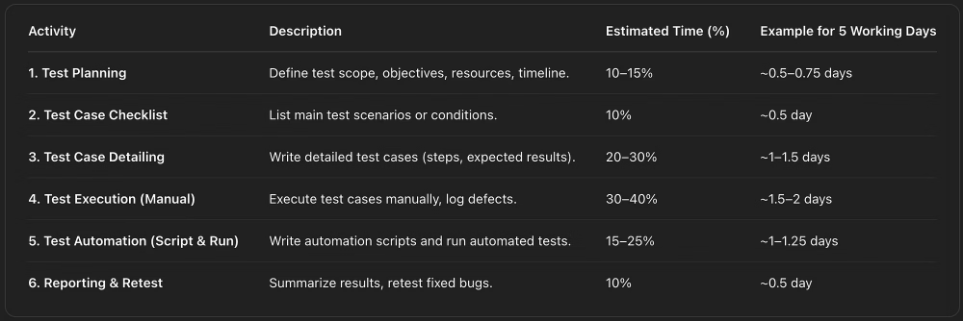 Activity Description Estimated Time (%) Example for 5 Working Days
1. Test Planning Define test scope, objectives, resources, timeline. 10–15% ~0.5–0.75 days
2. Test Case Checklist List main test scenarios or conditions. 10% ~0.5 day
3. Test Case Detailing Write detailed test cases (steps, expected results). 20–30% ~1–1.5 days
4. Test Execution (Manual) Execute test cases manually, log defects. 30–40% ~1.5–2 days
5. Test Automation (Script & Run) Write automation scripts and run automated tests. 15–25% ~1–1.25 days
6. Reporting & Retest Summarize results, retest fixed bugs. 10% ~0.5 day